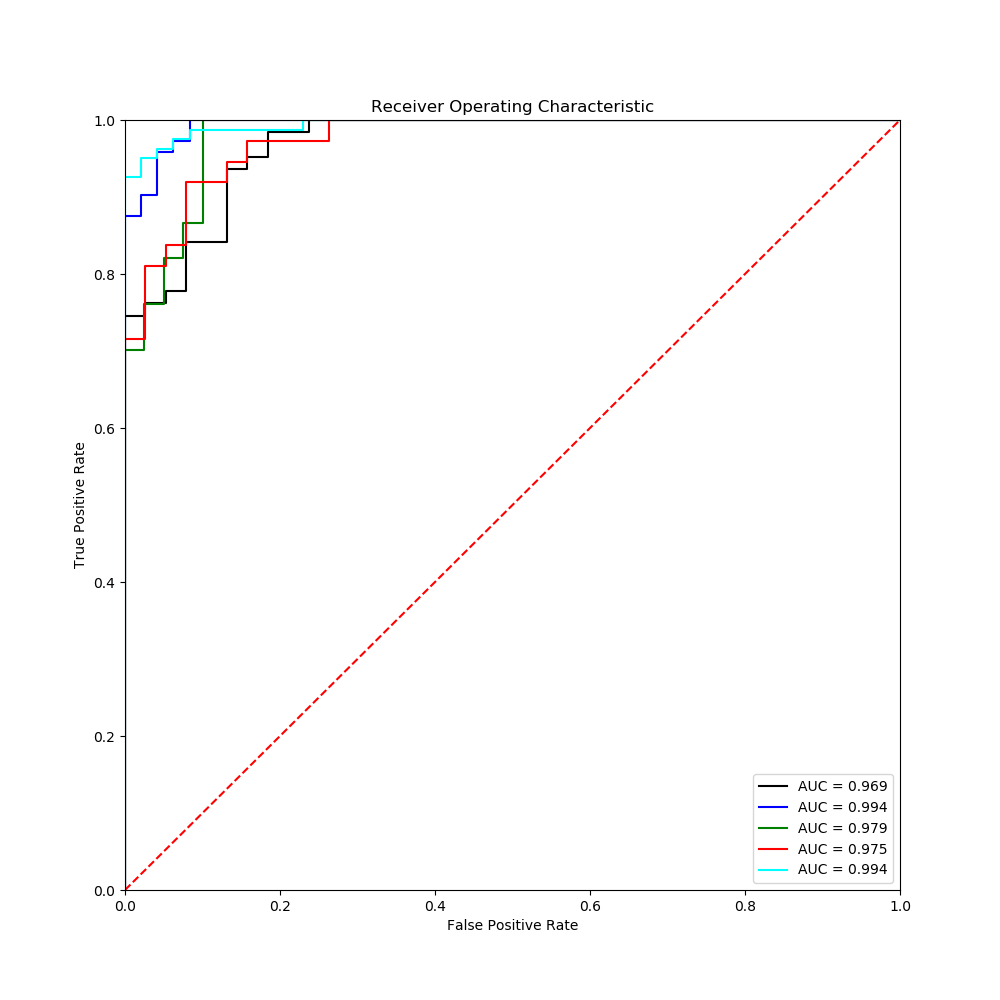 Receiver Operating Characteristic
1.0
0.8
0.6
0.4
0.2
0.0
True Positive Rate
0.0 0.2 0.4 0.6 0.8 1.0
False Positive Rate
AUC = 0.969
AUC = 0.994
AUC = 0.979
AUC = 0.975
AUC = 0.994